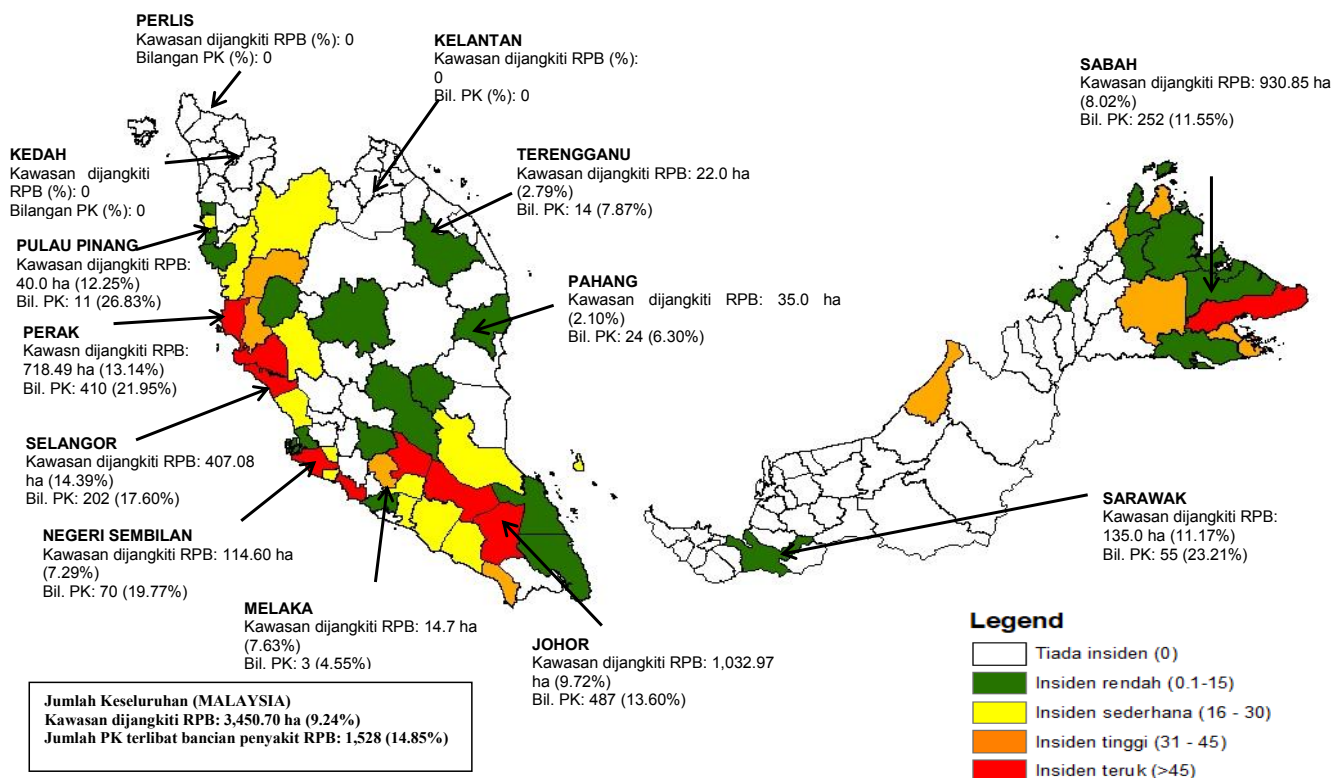 PERLIS
Kawasan dijangkiti RPB (%): 0
Bilangan PK (%): 0
KELANTAN
Kawasan dijangkiti RPB (%):
0
Bil. PK (%): 0
SABAH
Kawasan dijangkiti RPB: 930.85 ha
(8.02%)
Bil. PK: 252 (11.55%)
KEDAH
Kawasan dijangkiti
RPB (%): 0
Bilangan PK (%): 0
TERENGGANU
Kawasan dijangkiti RPB: 22.0 ha
(2.79%)
Bil. PK: 14 (7.87%)
PULAU PINANG
Kawasan dijangkiti RPB:
40.0 ha (12.25%)
Bil. PK: 11 (26.83%)
PAHANG
Kawasan dijangkiti RPB: 35.0 ha
(2.10%)
Bil. PK: 24 (6.30%)
PERAK
Kawasn dijangkiti RPB:
718.49 ha (13.14%)
Bil. PK: 410 (21.95%)
SELANGOR
Kawasan dijangkiti RPB: 407.08
ha (14.39%)
Bil. PK: 202 (17.60%)
NEGERI SEMBILAN
Kawasan dijangkiti RPB: 114.60 ha
(7.29%)
Bil. PK: 70 (19.77%)
SARAWAK
Kawasan dijangkiti RPB:
135.0 ha (11.17%)
Bil. PK: 55 (23.21%)
MELAKA
Kawasan dijangkiti RPB: 14.7 ha
(7.63%)
Bil. PK: 3 (4.55%)
JOHOR
Kawasan dijangkiti RPB: 1,032.97
ha (9.72%)
Bil. PK: 487 (13.60%)
Jumlah Keseluruhan (MALAYSIA)
Kawasan dijangkiti RPB: 3,450.70 ha (9.24%)
Jumlah PK terlibat bancian penyakit RPB: 1,528 (14.85%)
Legend
Tiada insiden (0)
Insiden rendah (0.1-15)
Insiden sederhana (16 - 30)
Insiden tinggi (31 - 45)
Insiden teruk (>45)